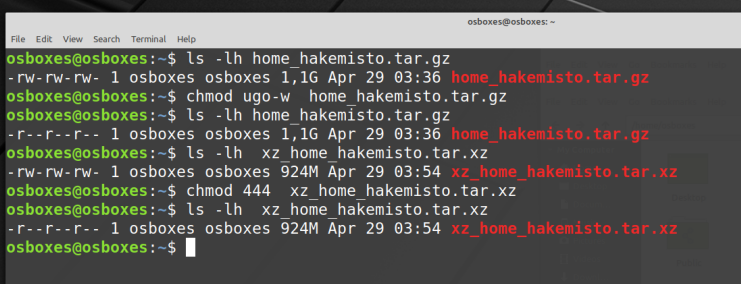 osboxes@osboxes: ~
File Edit View Search Terminal Help
osboxes@osboxes:~$ ls -lh home_hakemisto.tar.gz
-rw-rw-rw- 1 osboxes osboxes 1,1G Apr 29 03:36 home_hakemisto.tar.gz
osboxes@osboxes:~$ chmod ugo-w  home_hakemisto.tar.gz
osboxes@osboxes:~$ ls -lh home_hakemisto.tar.gz
-r--r--r-- 1 osboxes osboxes 1,1G Apr 29 03:36 home_hakemisto.tar.gz
osboxes@osboxes:~$ ls -lh  xz_home_hakemisto.tar.xz
-rw-rw-rw- 1 osboxes osboxes 924M Apr 29 03:54 xz_home_hakemisto.tar.xz
osboxes@osboxes:~$ chmod 444  xz_home_hakemisto.tar.xz
osboxes@osboxes:~$ ls -lh  xz_home_hakemisto.tar.xz
-r--r--r-- 1 osboxes osboxes 924M Apr 29 03:54 xz_home_hakemisto.tar.xz
osboxes@osboxes:~$